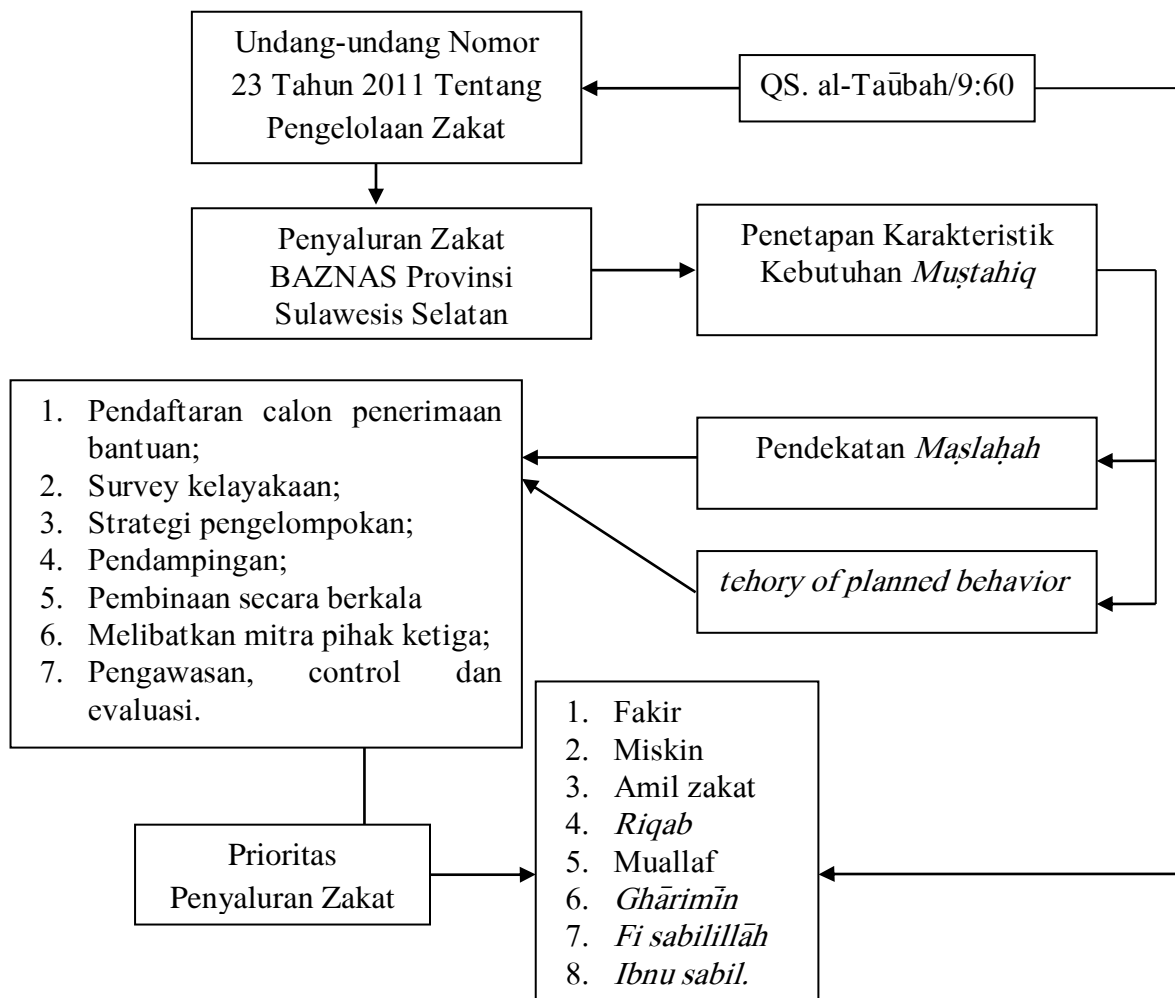 Undang-undang Nomor
23 Tahun 2011 Tentang
Pengelolaan Zakat
QS. al-Taūbah/9:60
Penyaluran Zakat
BAZNAS Provinsi
Sulawesis Selatan
Penetapan Karakteristik
Kebutuhan Muṣtahiq
1. Pendaftaran calon penerimaan
bantuan;
2. Survey kelayakaan;
3. Strategi pengelompokan;
4. Pendampingan;
5. Pembinaan secara berkala
6. Melibatkan mitra pihak ketiga;
7. Pengawasan, control dan
evaluasi.
Pendekatan Maṣlaḥah
tehory of planned behavior
Prioritas
Penyaluran Zakat
1. Fakir
2. Miskin
3. Amil zakat
4. Riqab
5. Muallaf
6. Ghārimīn
7. Fi sabilillāh
8. Ibnu sabil.